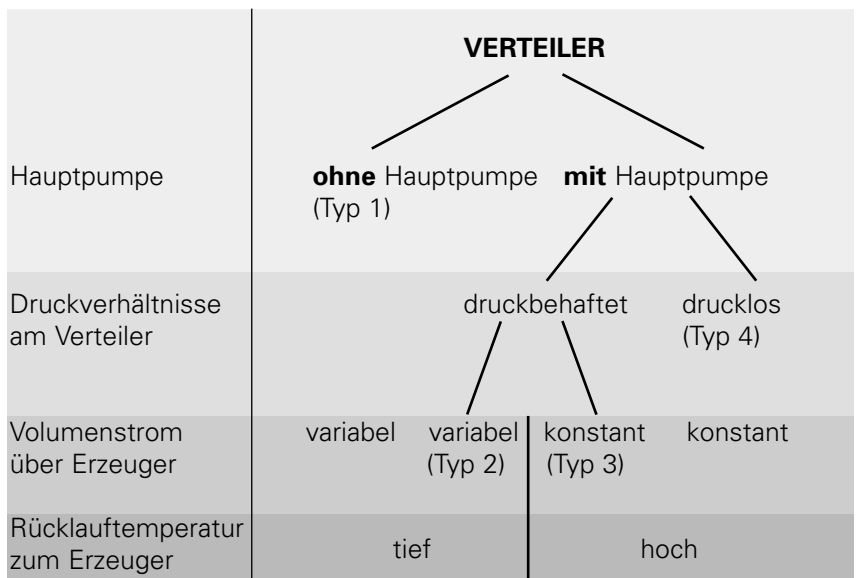 VERTEILER
Hauptpumpe
ohne Hauptpumpe
(Typ 1)
mit Hauptpumpe
Druckverhältnisse
am Verteiler
druckbehaftet
drucklos
(Typ 4)
Volumenstrom
über Erzeuger
variabel
variabel
(Typ 2)
konstant
(Typ 3)
konstant
Rücklauftemperatur
zum Erzeuger
tief
hoch